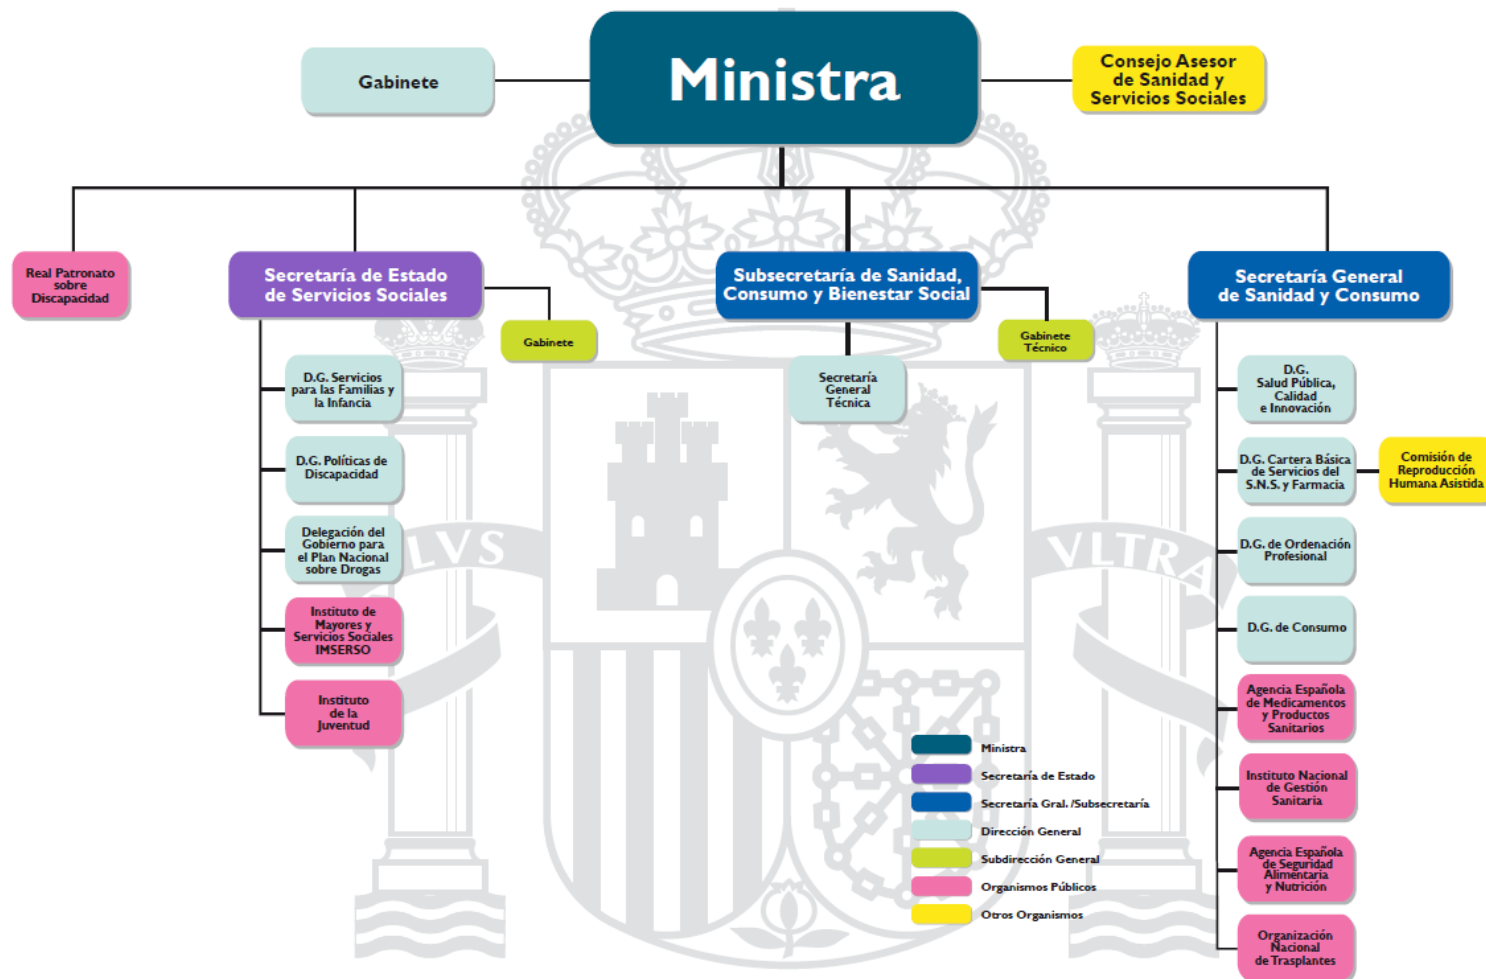 Gabinete
Ministra
Consejo Asesor
de Sanidad y
Servicios Sociales
Real Patronato
sobre
Discapacidad
Secretaría de Estado
de Servicios Sociales
Subsecretaría de Sanidad,
Consumo y Bienestar Social
Secretaría General
de Sanidad y Consumo
Gabinete
Gabinete
Técnico
D.G. Servicios
para las Familias y
la Infancia
D.G. Políticas de
Discapacidad
Delegación del
Gobierno para
el Plan Nacional
sobre Drogas
Instituto de
Mayores y
Servicios Sociales
IMSERSO
Instituto
de la
Juventud
Secretaría
General
Técnica
D.G.
Salud Pública,
Calidad
e Innovación
D.G. Cartera Básica
de Servicios del
S.N.S. y Farmacia
Comisión de
Reproducción
Humana Asistida
D.G. de Ordenación
Profesional
D.G. de Consumo
Agencia Española
de Medicamentos
y Productos
Sanitarios
Instituto Nacional
de Gestión
Sanitaria
Agencia Española
de Seguridad
Alimentaria
y Nutrición
Organización
Nacional
de Trasplantes
LVS
VLTRA
Ministra
Secretaría de Estado
Secretaría Gral. /Subsecretaría
Dirección General
Subdirección General
Organismos Públicos
Otros Organismos